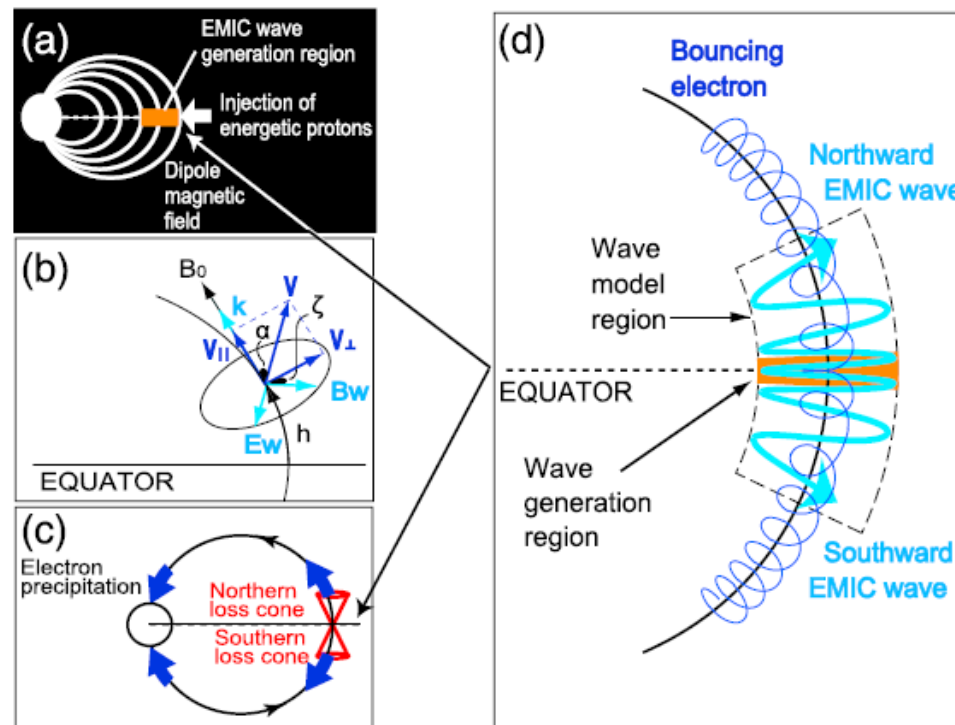 (a)
EMIC wave
generation region
Injection of
energetic protons
Dipole
magnetic
field
(b)
B₀
k
V
ζ
α
V||
V⊥
Bw
Ew
h
EQUATOR
(c)
Electron
precipitation
Northern
loss cone
Southern
loss cone
(d)
Bouncing
electron
Northward
EMIC wave
Wave
model
region
EQUATOR
Wave
generation
region
Southward
EMIC wave